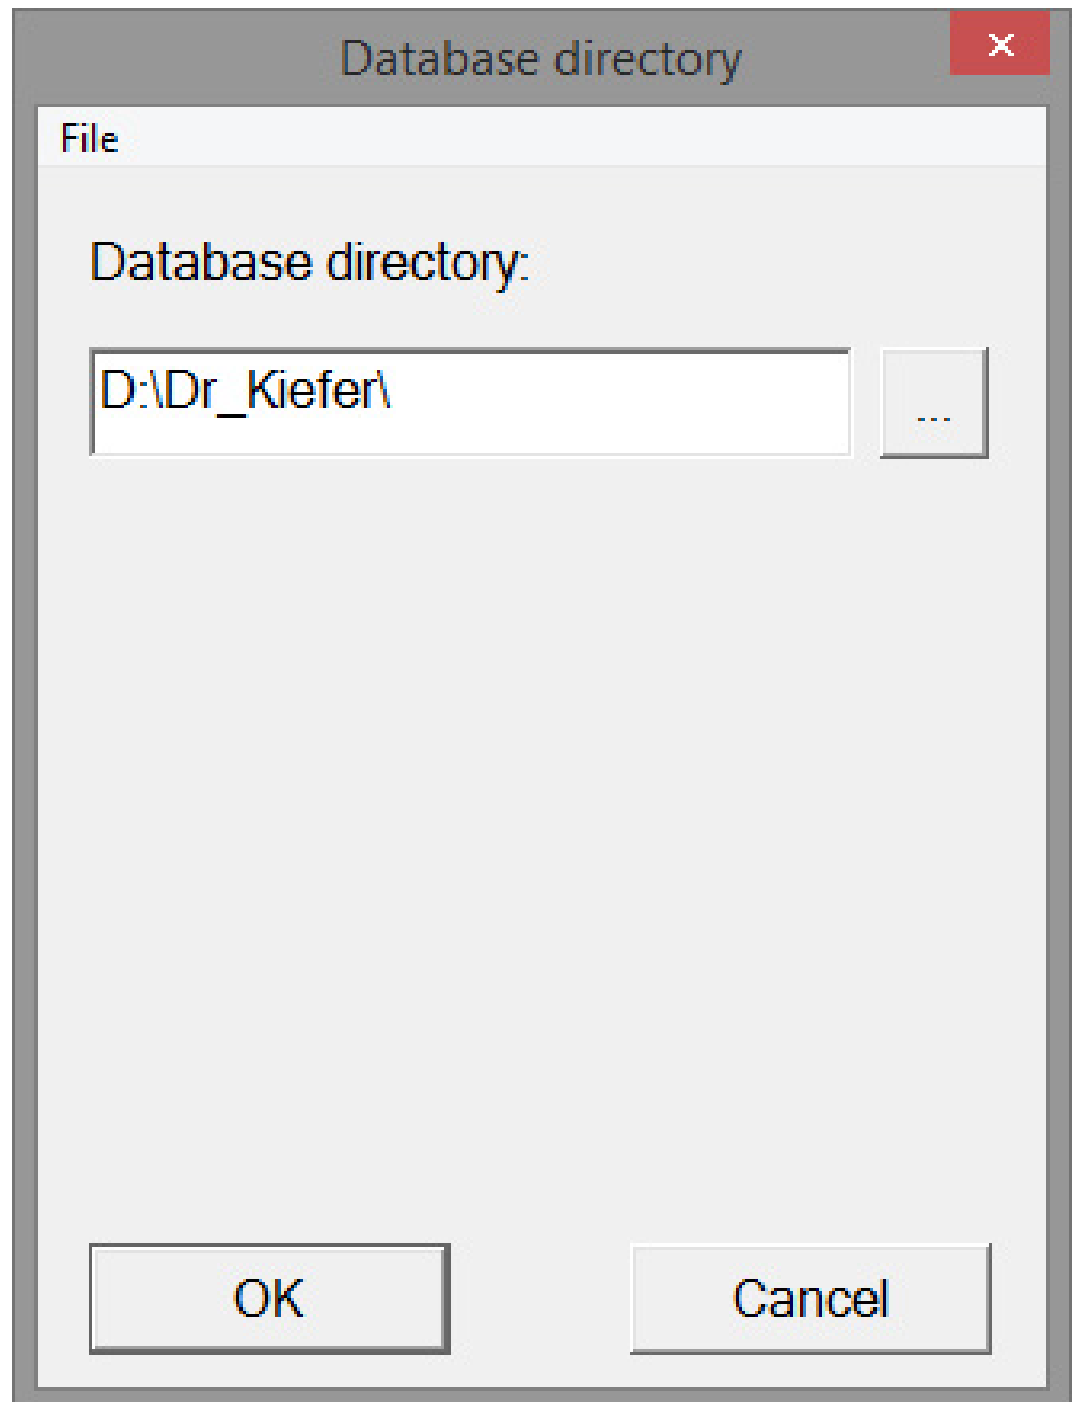 Database directory
File
Database directory:
D:\Dr_Kiefer\
...
OK
Cancel